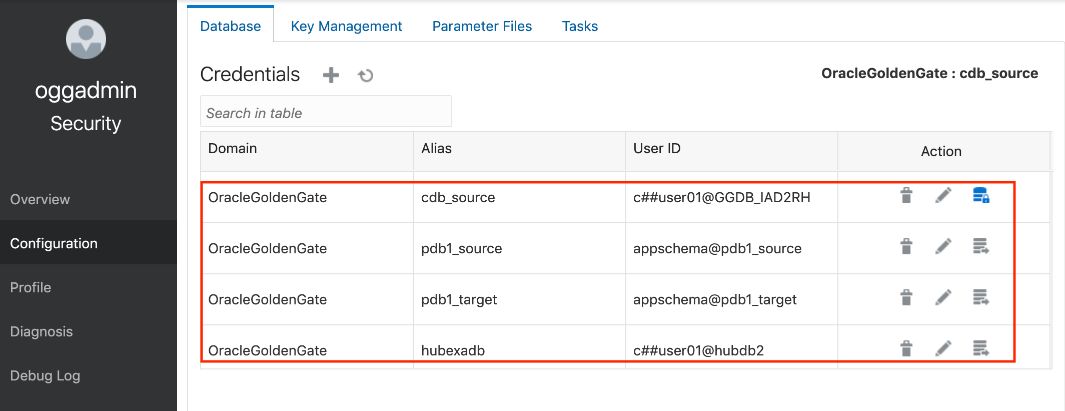 oggadmin
Security
Overview
Configuration
Profile
Diagnosis
Debug Log
Database Key Management Parameter Files Tasks
Credentials OracleGoldenGate : cdb_source
Search in table
Domain Alias User ID Action
OracleGoldenGate cdb_source c##user01@GGDB_IAD2RH
OracleGoldenGate pdb1_source appschema@pdb1_source
OracleGoldenGate pdb1_target appschema@pdb1_target
OracleGoldenGate hubexadb c##user01@hubdb2